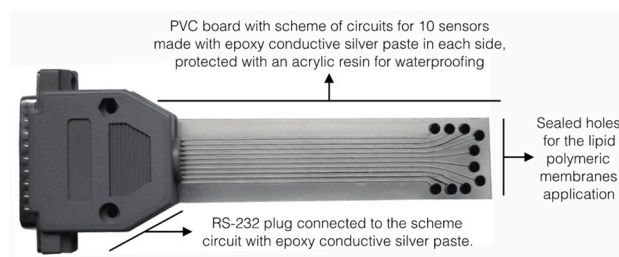 PVC board with scheme of circuits for 10 sensors
made with epoxy conductive silver paste in each side,
protected with an acrylic resin for waterproofing
Sealed holes
for the lipid
polymeric
membranes
application
RS-232 plug connected to the scheme
circuit with epoxy conductive silver paste.